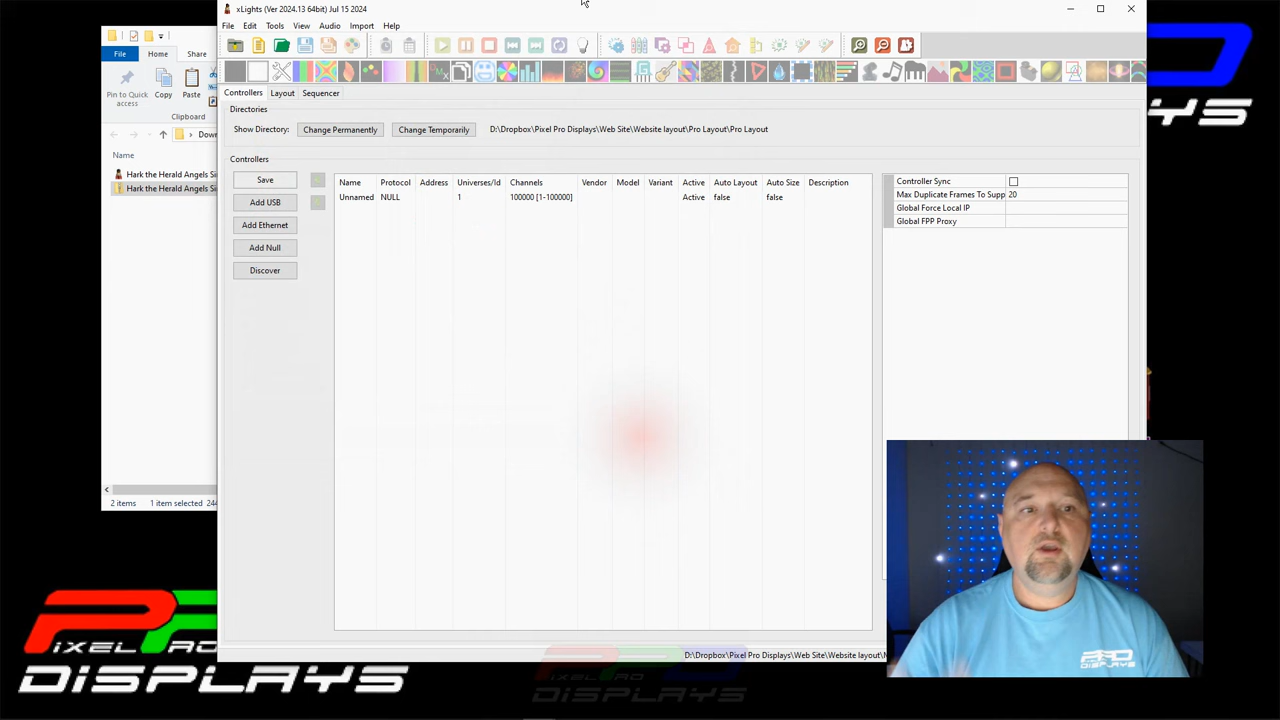 xLights (Ver 2024.13 64bit) Jul 15 2024
File Edit Tools View Audio Import Help
File Home Share
Pin to Quick access
Copy
Paste
Clipboard
Down
Name
Hark the Herald Angels Si
Hark the Herald Angels Si
2 items 1 item selected 244
Controllers Layout Sequencer
Directories
Show Directory: Change Permanently Change Temporarily D:\Dropbox\Pixel Pro Displays\Web Site\Website layout\Pro Layout\Pro Layout
Controllers
Save
Add USB
Add Ethernet
Add Null
Discover
Name Protocol Address Universes/Id Channels Vendor Model Variant Active Auto Layout Auto Size Description
Unnamed NULL 1 100000 [1-100000] Active false false
Controller Sync
Max Duplicate Frames To Supp 20
Global Force Local IP
Global FPP Proxy
D:\Dropbox\Pixel Pro Displays\Web Site\Website layout\
PIXEL PRO
DISPLAYS
DISPLAYS
DISPLAYS